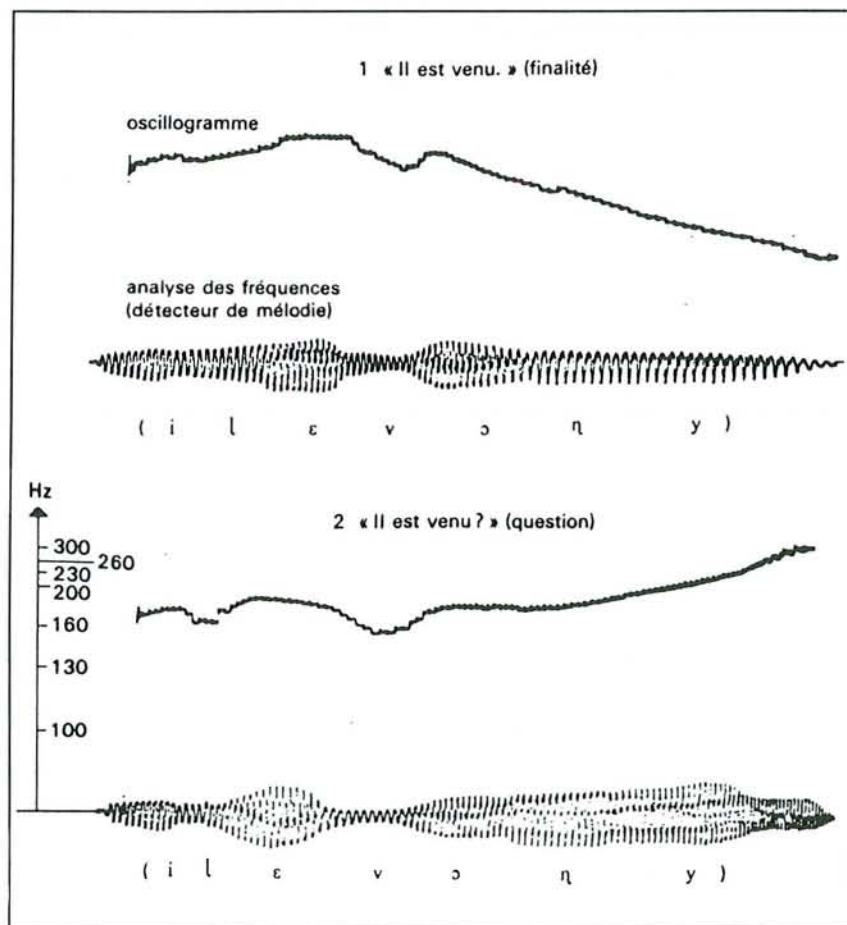 1 « Il est venu. » (finalité)
oscillogramme
analyse des fréquences
(détecteur de mélodie)
( i l ɛ v ɔ η y )
Hz
2 « Il est venu ? » (question)
300
260
230
200
160
130
100
( i l ɛ v ɔ η y )